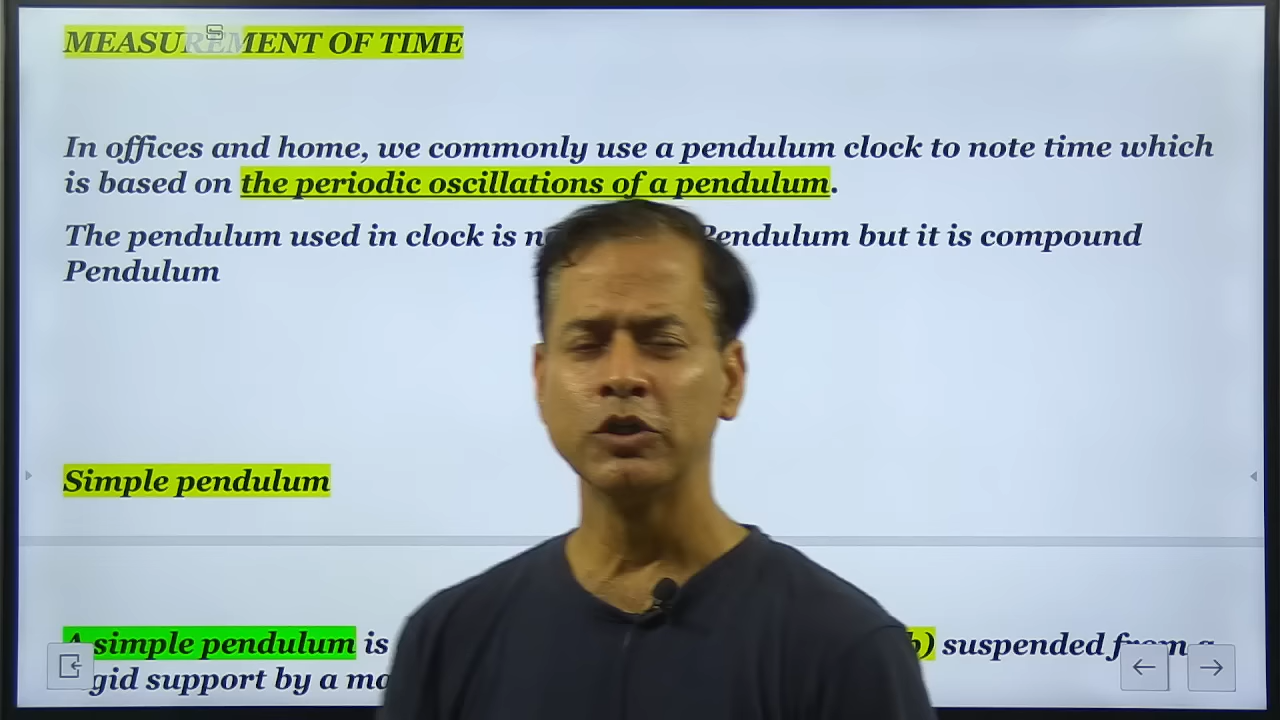 MEASUREMENT OF TIME
In offices and home, we commonly use a pendulum clock to note time which
is based on the periodic oscillations of a pendulum.
The pendulum used in clock is Pendulum but it is compound
Pendulum
Simple pendulum
A simple pendulum is suspended from a
by a